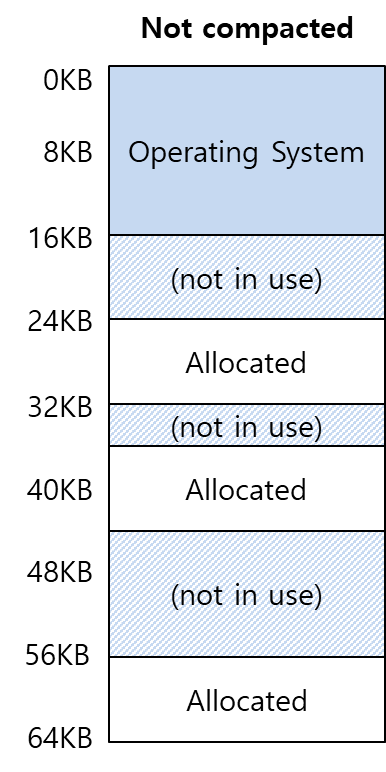 Not compacted
0KB
8KB Operating System
16KB
(not in use)
24KB
Allocated
32KB
(not in use)
40KB Allocated
48KB
(not in use)
56KB
Allocated
64KB